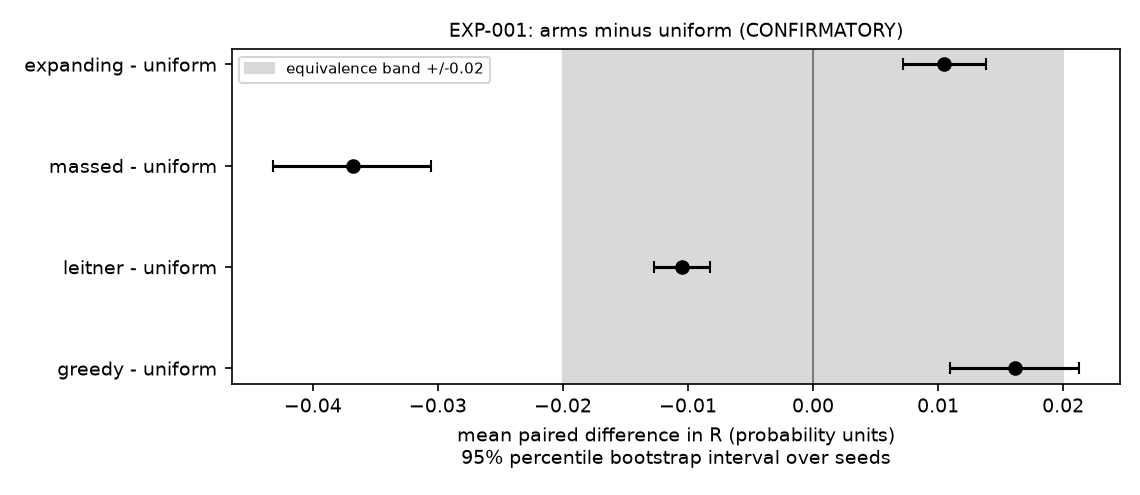 EXP-001: arms minus uniform (CONFIRMATORY)
equivalence band +/-0.02
expanding - uniform
massed - uniform
leitner - uniform
greedy - uniform
−0.04 −0.03 −0.02 −0.01 0.00 0.01 0.02
mean paired difference in R (probability units)
95% percentile bootstrap interval over seeds